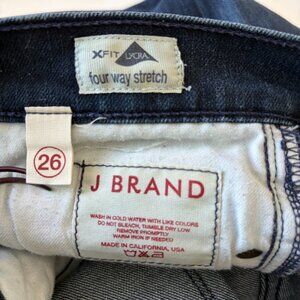 XFIT LYCRA
four way stretch
26
J BRAND
WASH IN COLD WATER WITH LIKE COLORS
DO NOT BLEACH, TUMBLE DRY LOW
REMOVE PROMPTLY
WARM IRON IF NEEDED
MADE IN CALIFORNIA, USA